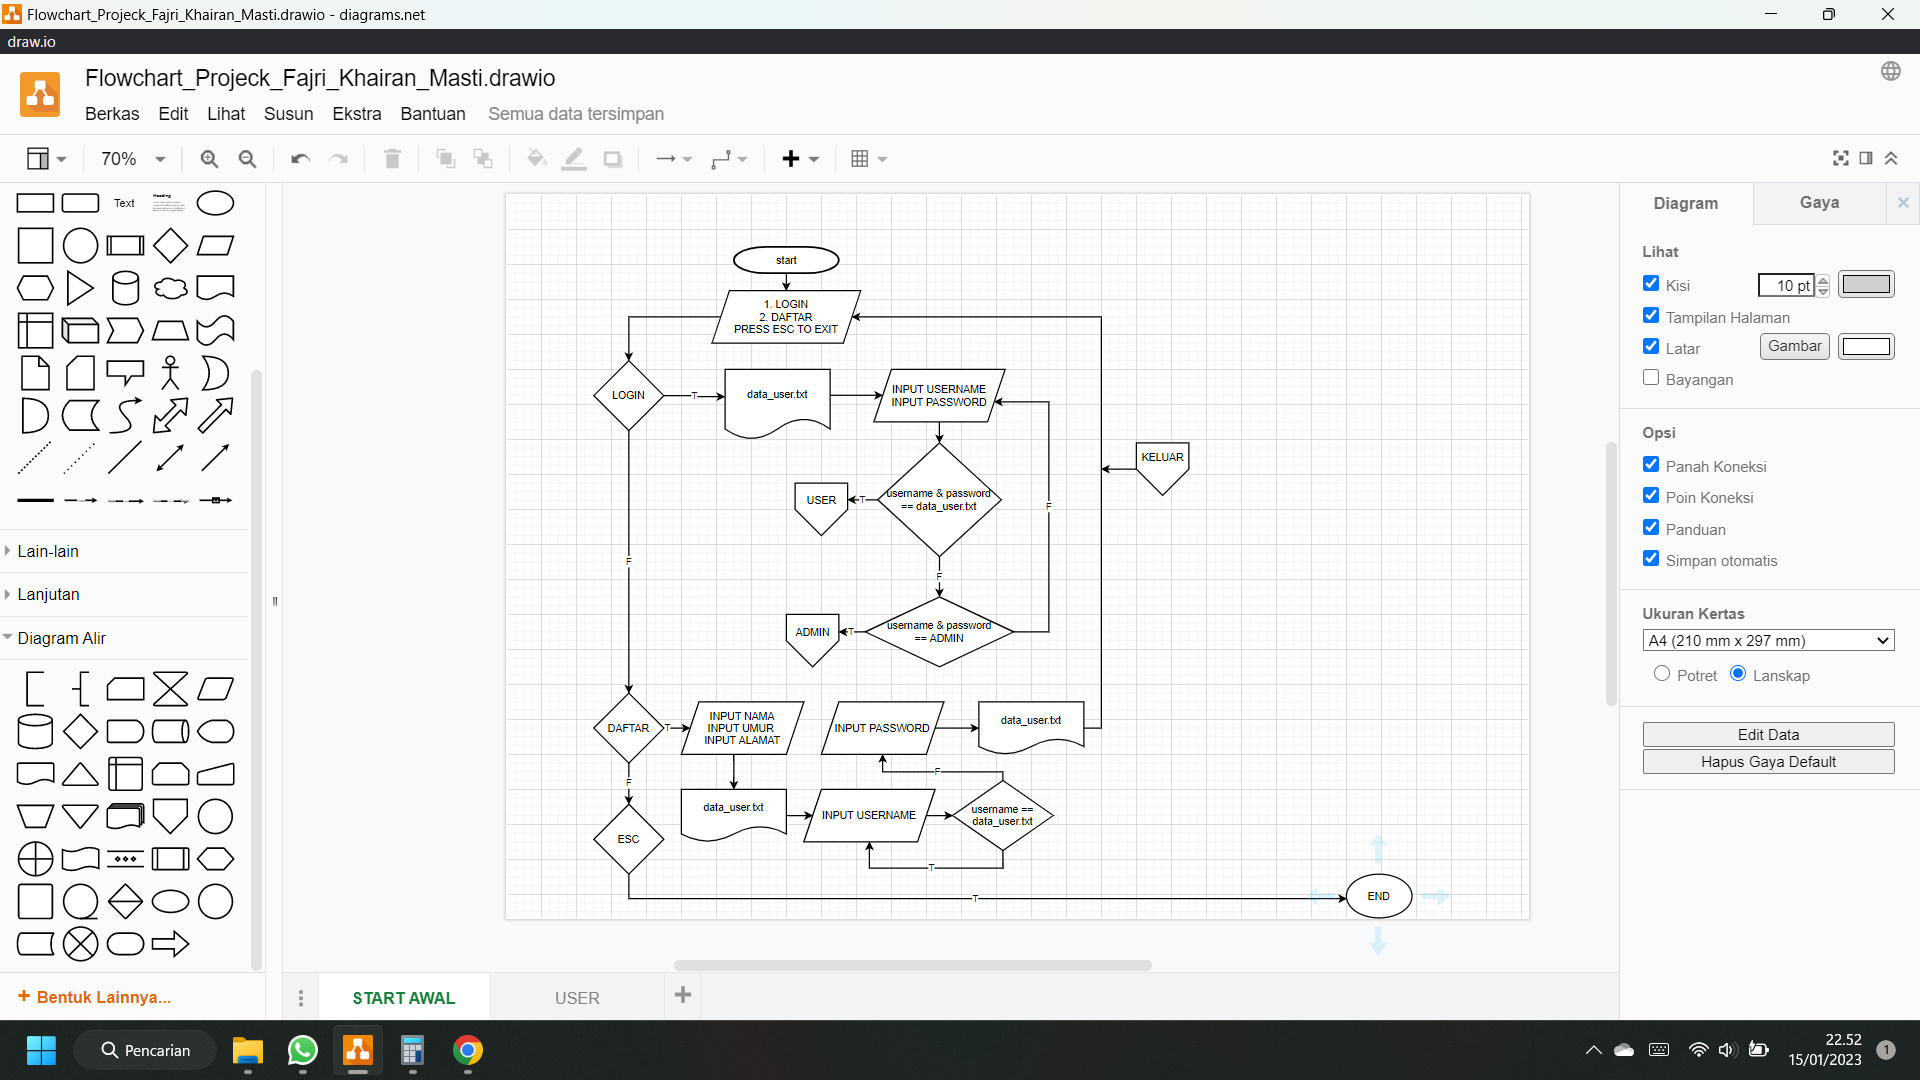 Flowchart_Projeck_Fajri_Khairan_Masti.drawio - diagrams.net
draw.io
Flowchart_Projeck_Fajri_Khairan_Masti.drawio
Berkas Edit Lihat Susun Ekstra Bantuan Semua data tersimpan
70%
Text
Heading
Lain-lain
Lanjutan
Diagram Alir
+ Bentuk Lainnya...
start
1. LOGIN
2. DAFTAR
PRESS ESC TO EXIT
LOGIN
T
data_user.txt
INPUT USERNAME
INPUT PASSWORD
KELUAR
USER
T
username & password
== data_user.txt
F
F
F
ADMIN
T
username & password
== ADMIN
DAFTAR
T
INPUT NAMA
INPUT UMUR
INPUT ALAMAT
INPUT PASSWORD
data_user.txt
F
F
data_user.txt
INPUT USERNAME
username ==
data_user.txt
ESC
T
T
END
START AWAL
USER
Diagram
Gaya
Lihat
Kisi
10 pt
Tampilan Halaman
Latar
Gambar
Bayangan
Opsi
Panah Koneksi
Poin Koneksi
Panduan
Simpan otomatis
Ukuran Kertas
A4 (210 mm x 297 mm)
Potret
Lanskap
Edit Data
Hapus Gaya Default
Pencarian
22.52
15/01/2023
1